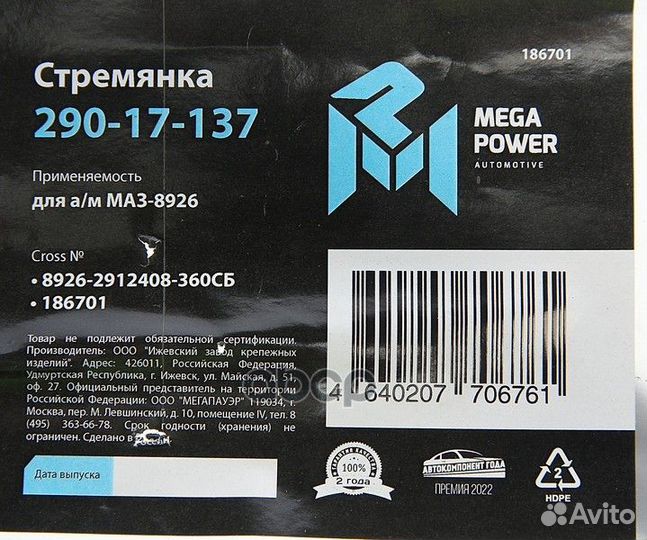 Стремянка
290-17-137
186701
MEGA
POWER
AUTOMOTIVE
Применяемость
для а/м МАЗ-8926
Cross №
• 8926-2912408-360СБ
• 186701
Товар не подлежит обязательной сертификации.
Производитель: ООО "Ижевский завод крепежных
изделий". Адрес: 426011, Российская Федерация,
Удмуртская Республика, г. Ижевск, ул. Майская, д. 51,
оф. 27. Официальный представитель на территории
Российской Федерации: ООО "МЕГАПАУЭР" 119034, г.
Москва, пер. М. Левшинский, д. 10, помещение IV, тел. 8
(495) 363-66-78. Срок годности (хранения) не
ограничен. Сделано в России.
Дата выпуска
4 640207 706761
100%
2 года
АВТОКОМПОНЕНТ ГОДА
ПРЕМИЯ 2022
2
HDPE
Avito